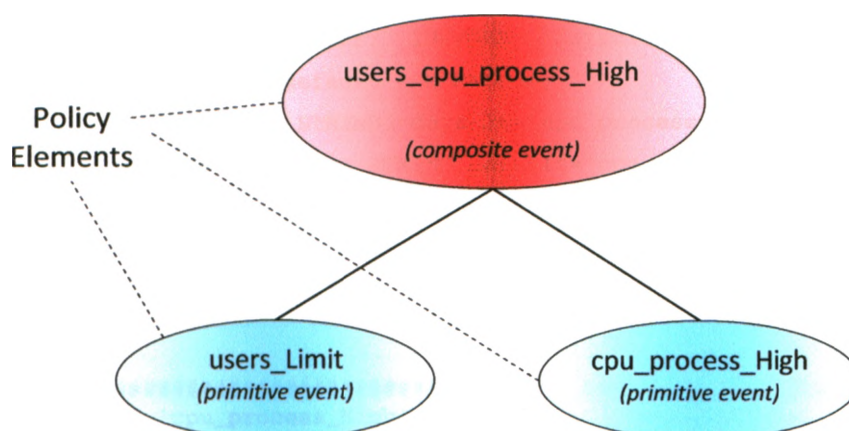 users_cpu_process_High
(composite event)
Policy
Elements
users_Limit
(primitive event)
cpu_process_High
(primitive event)